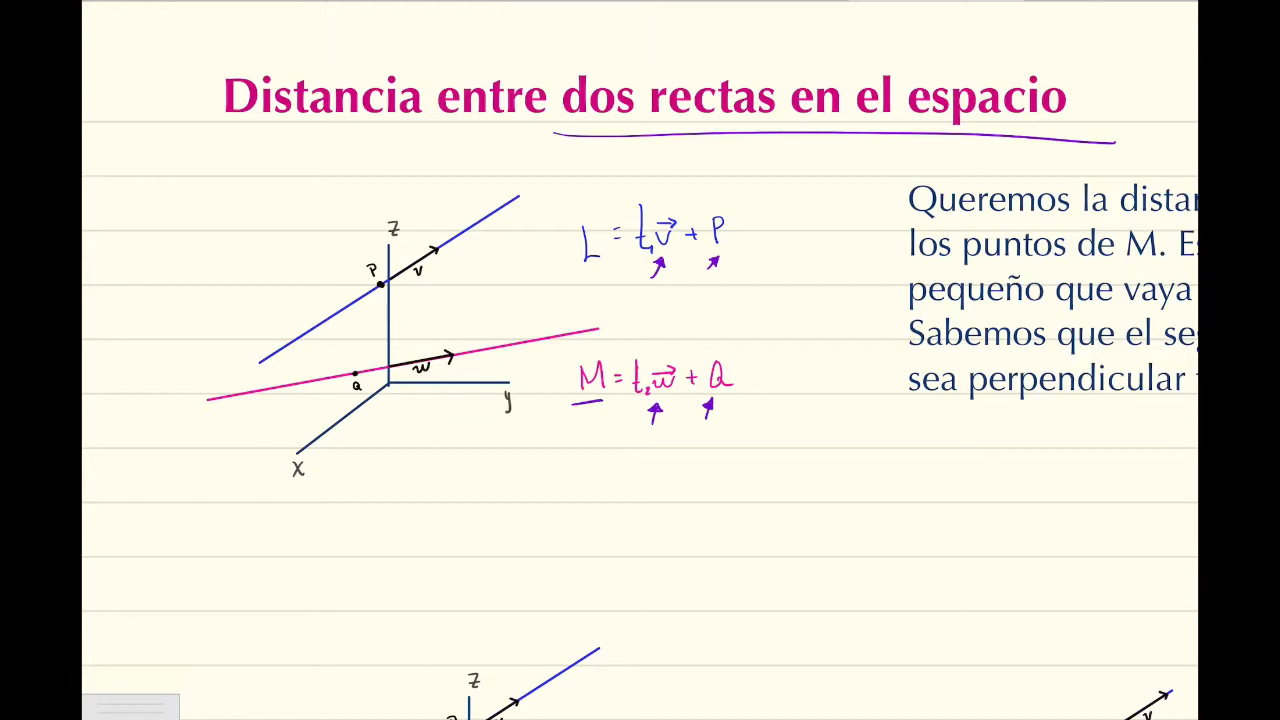 Distancia entre dos rectas en el espacio
Queremos la distan
los puntos de M. Es
pequeño que vaya
Sabemos que el seg
sea perpendicular
z
P
v
L = t₁v⃗ + P
w
Q
M = t₂w⃗ + Q
y
x
z
v